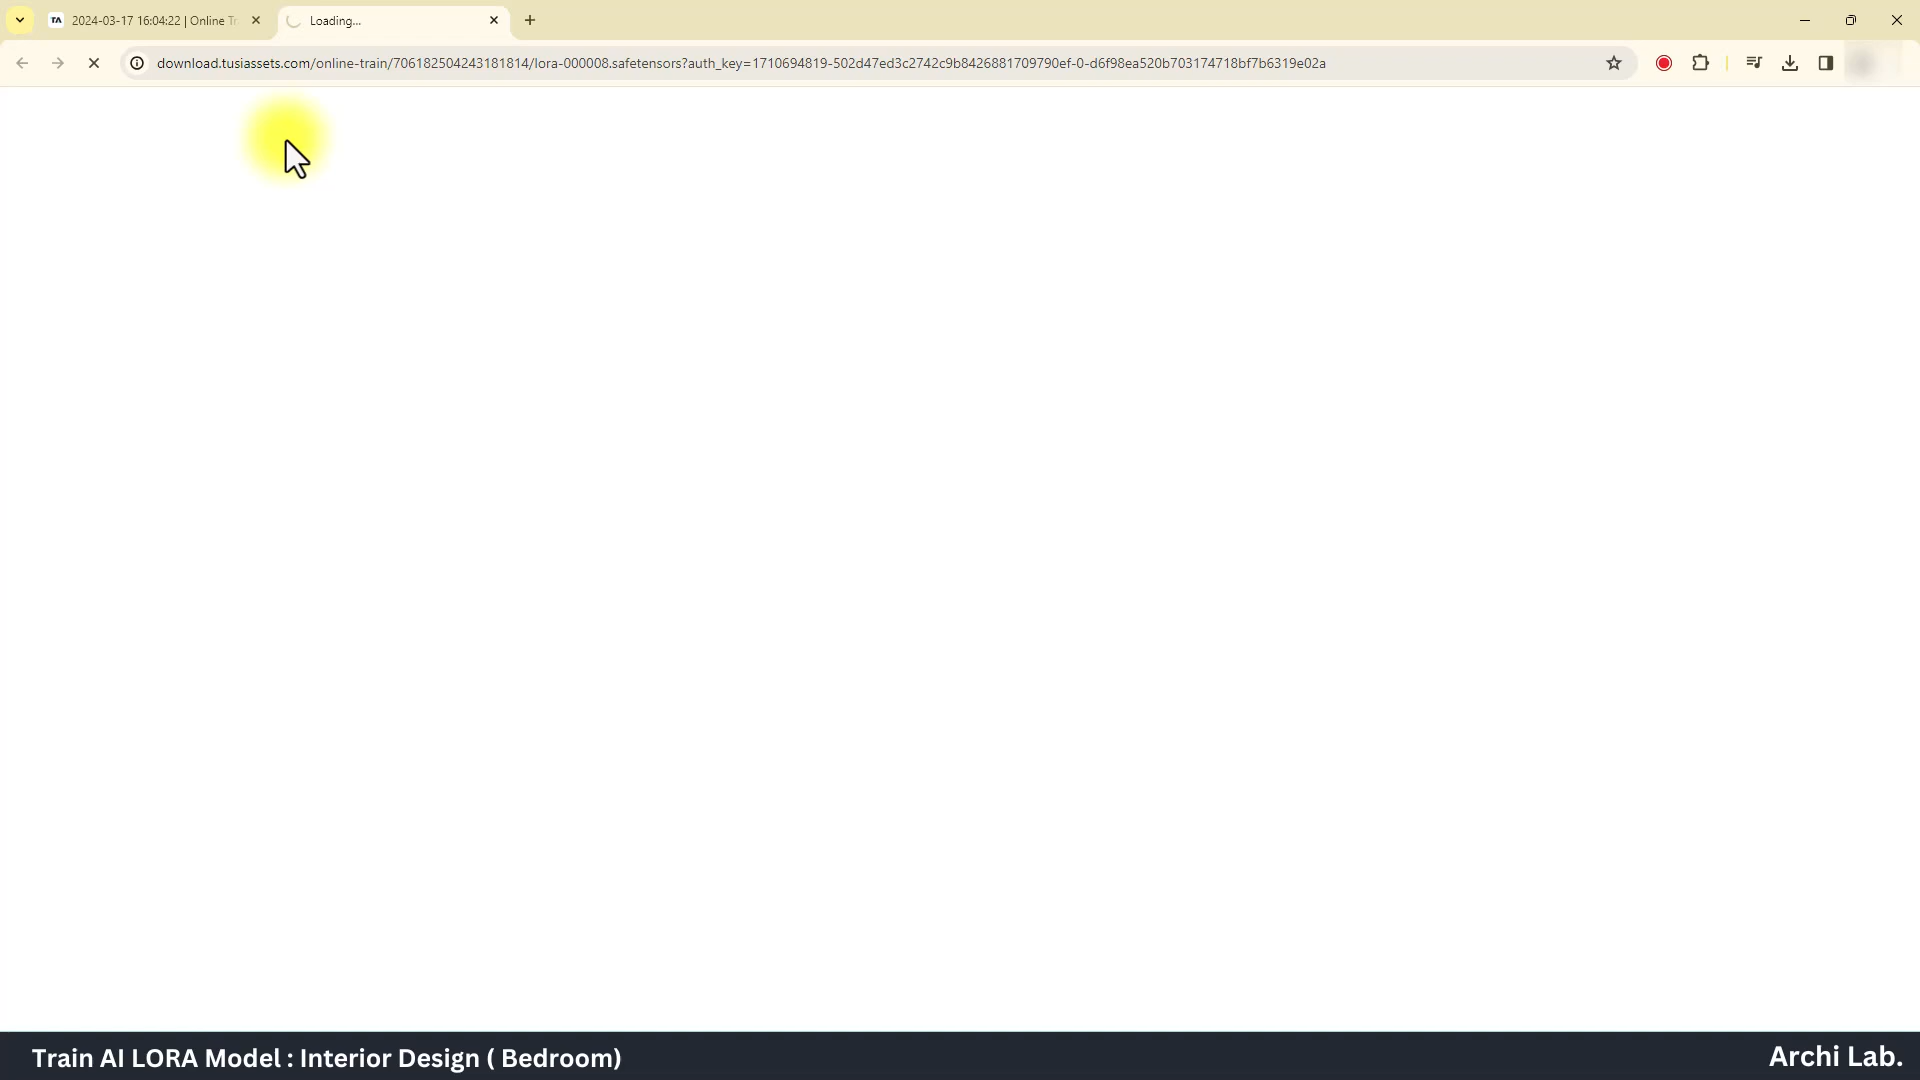 TA 2024-03-17 16:04:22 | Online Tr
Loading...
download.tusiassets.com/online-train/706182504243181814/lora-000008.safetensors?auth_key=1710694819-502d47ed3c2742c9b8426881709790ef-0-d6f98ea520b703174718bf7b6319e02a
Train AI LORA Model : Interior Design ( Bedroom)
Archi Lab.